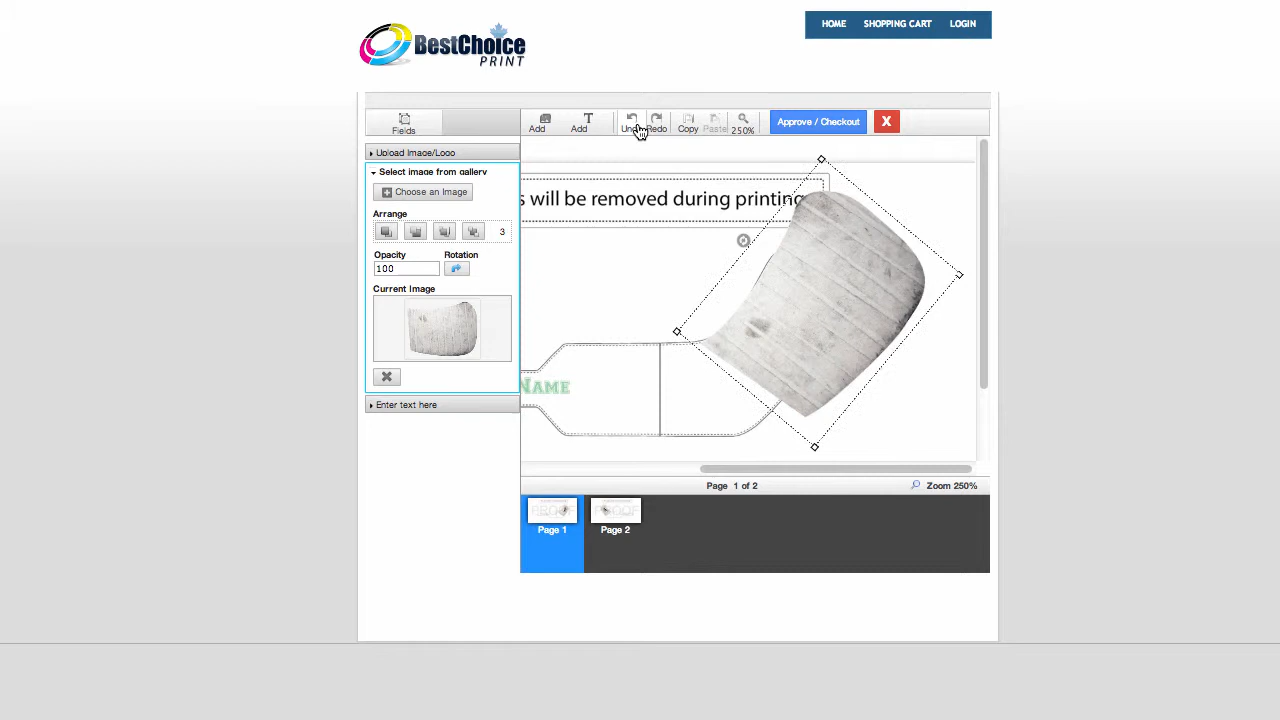 BestChoice
PRINT
HOME SHOPPING CART LOGIN
Fields
Add Add Undo Redo Copy Paste 250% Approve / Checkout X
Upload Image/Logo
Select image from gallery
Choose an Image
Arrange
3
Opacity Rotation
100
Current Image
Enter text here
s will be removed during printing
Name
Page 1 of 2 Zoom 250%
PROOF PROOF
Page 1 Page 2